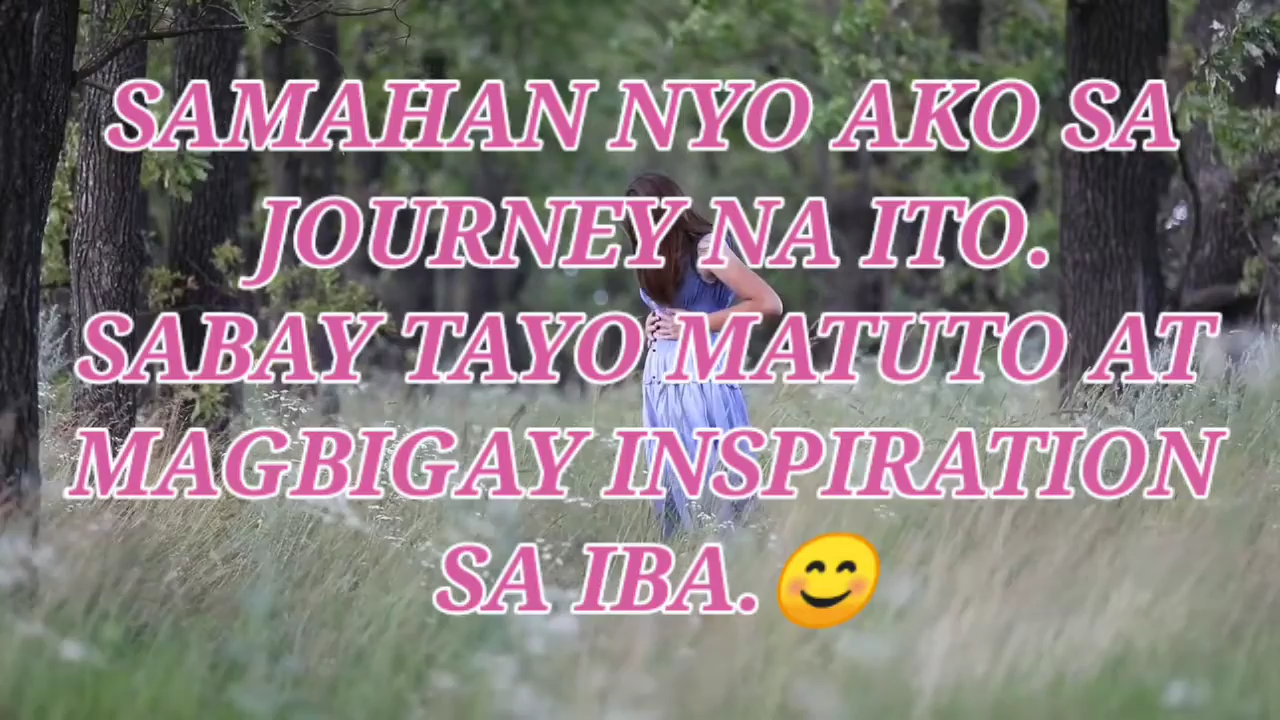 SAMAHAN NYO AKO SA
JOURNEY NA ITO.
SABAY TAYO MATUTO AT
MAGBIGAY INSPIRATION
SA IBA. 😊